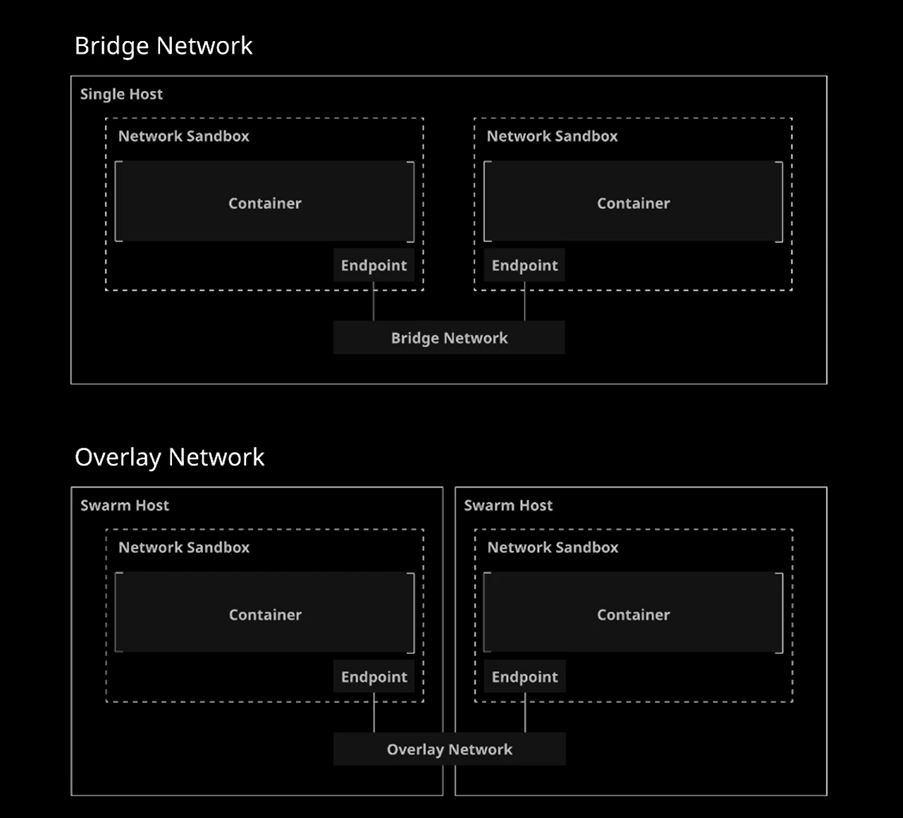 Bridge Network
Single Host
Network Sandbox
Network Sandbox
Container
Container
Endpoint
Endpoint
Bridge Network
Overlay Network
Swarm Host
Swarm Host
Network Sandbox
Network Sandbox
Container
Container
Endpoint
Endpoint
Overlay Network